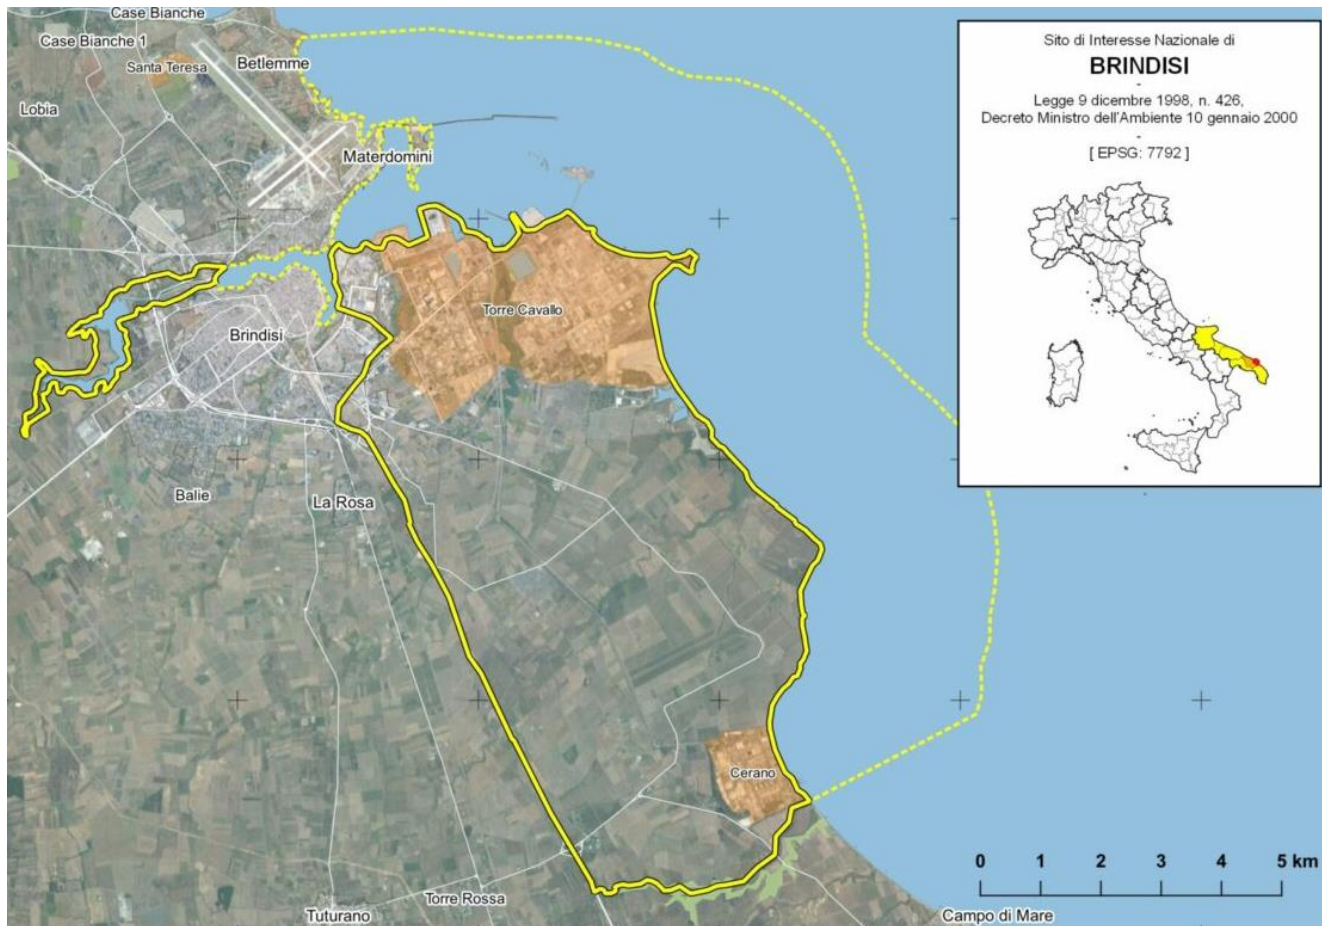 Case Bianche
Case Bianche 1
Santa Teresa
Betlemme
Lobia
Materdomini
Brindisi
Torre Cavallo
Balie
La Rosa
Cerano
Torre Rossa
Tuturano
Campo di Mare
Sito di Interesse Nazionale di
BRINDISI
-
Legge 9 dicembre 1998, n. 426,
Decreto Ministro dell'Ambiente 10 gennaio 2000
-
[ EPSG: 7792 ]
0 1 2 3 4 5 km